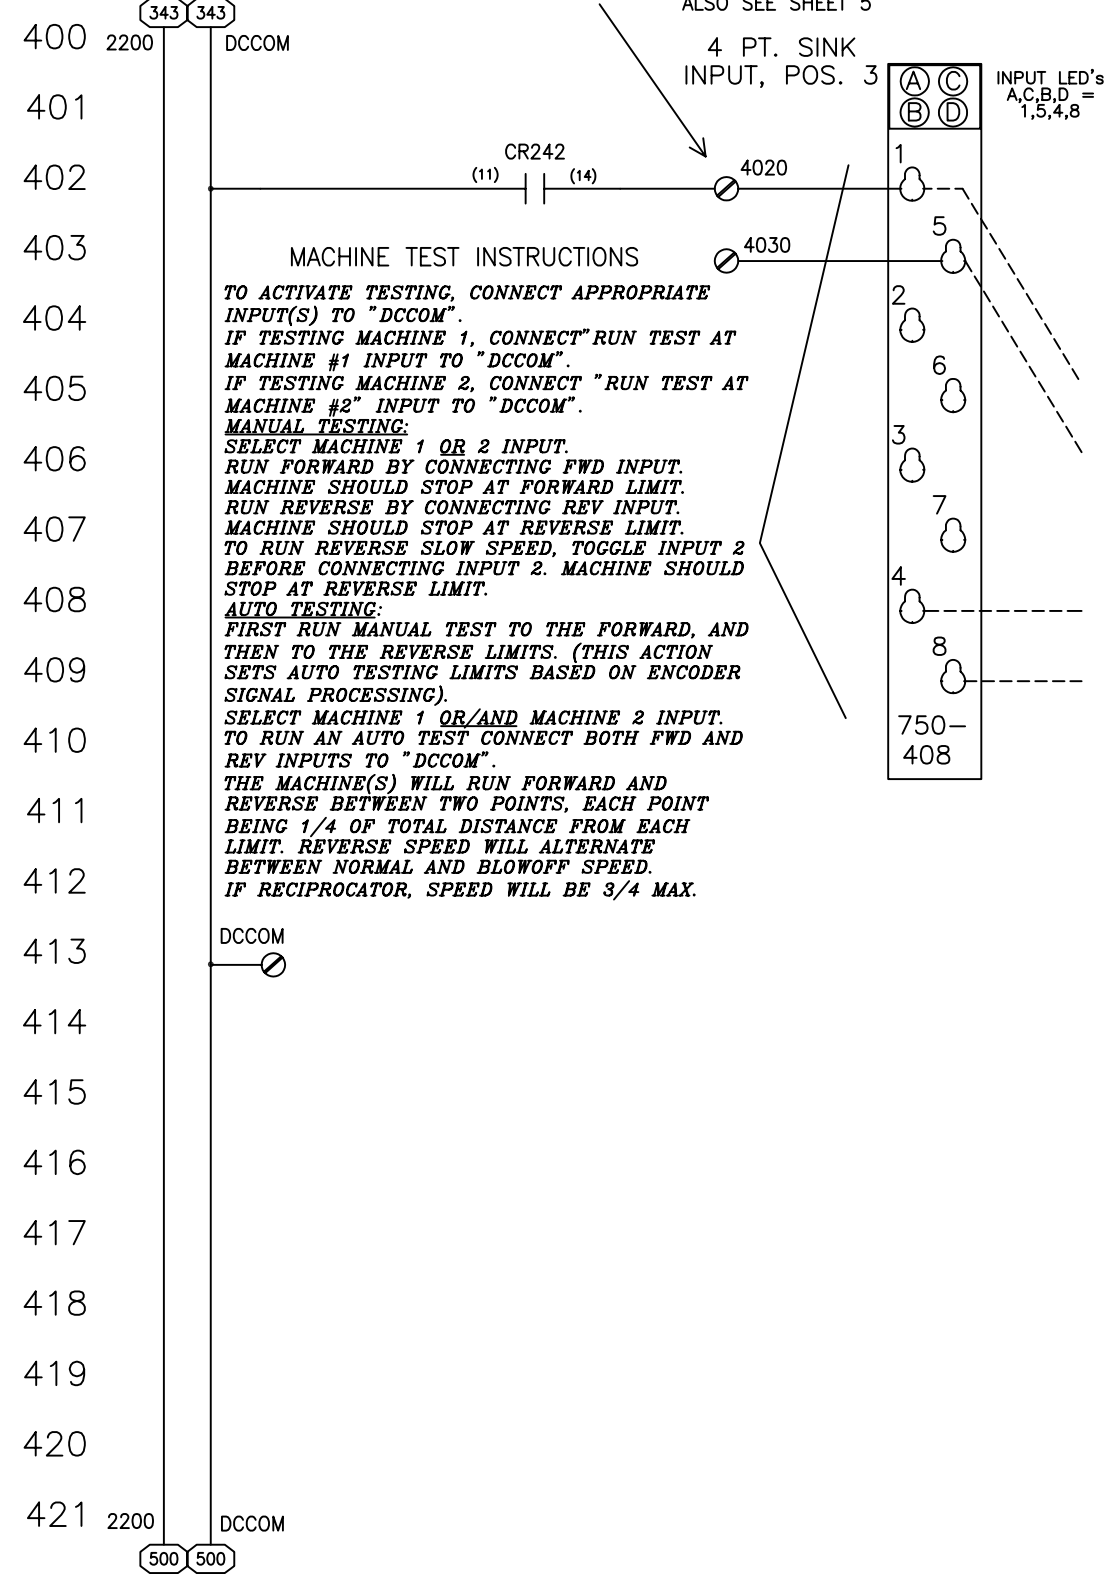 343 343
ALSO SEE SHEET 5
400 2200 DCCOM
4 PT. SINK
INPUT, POS. 3
A C
B D
INPUT LED's
A,C,B,D =
1,5,4,8
401
402
CR242
(11) (14)
4020
1
403
4030
5
MACHINE TEST INSTRUCTIONS
TO ACTIVATE TESTING, CONNECT APPROPRIATE
INPUT(S) TO "DCCOM".
IF TESTING MACHINE 1, CONNECT"RUN TEST AT
MACHINE #1 INPUT TO "DCCOM".
IF TESTING MACHINE 2, CONNECT "RUN TEST AT
MACHINE #2" INPUT TO "DCCOM".
MANUAL TESTING:
SELECT MACHINE 1 OR 2 INPUT.
RUN FORWARD BY CONNECTING FWD INPUT.
MACHINE SHOULD STOP AT FORWARD LIMIT.
RUN REVERSE BY CONNECTING REV INPUT.
MACHINE SHOULD STOP AT REVERSE LIMIT.
TO RUN REVERSE SLOW SPEED, TOGGLE INPUT 2
BEFORE CONNECTING INPUT 2. MACHINE SHOULD
STOP AT REVERSE LIMIT.
AUTO TESTING:
FIRST RUN MANUAL TEST TO THE FORWARD, AND
THEN TO THE REVERSE LIMITS. (THIS ACTION
SETS AUTO TESTING LIMITS BASED ON ENCODER
SIGNAL PROCESSING).
SELECT MACHINE 1 OR/AND MACHINE 2 INPUT.
TO RUN AN AUTO TEST CONNECT BOTH FWD AND
REV INPUTS TO "DCCOM".
THE MACHINE(S) WILL RUN FORWARD AND
REVERSE BETWEEN TWO POINTS, EACH POINT
BEING 1/4 OF TOTAL DISTANCE FROM EACH
LIMIT. REVERSE SPEED WILL ALTERNATE
BETWEEN NORMAL AND BLOWOFF SPEED.
IF RECIPROCATOR, SPEED WILL BE 3/4 MAX.
404
2
405
6
406
3
407
7
408
4
409
8
410
750-
408
411
412
413
DCCOM
414
415
416
417
418
419
420
421 2200 DCCOM
500 500